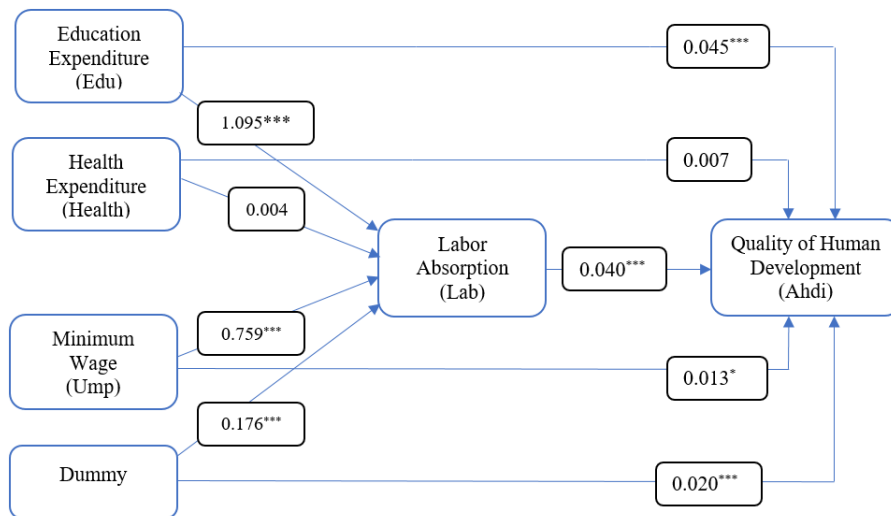 Education
Expenditure
(Edu)
0.045***
1.095***
Health
Expenditure
(Health)
0.007
0.004
Labor
Absorption
(Lab)
0.040***
Quality of Human
Development
(Ahdi)
Minimum
Wage
(Ump)
0.759***
0.013*
0.176***
Dummy
0.020***